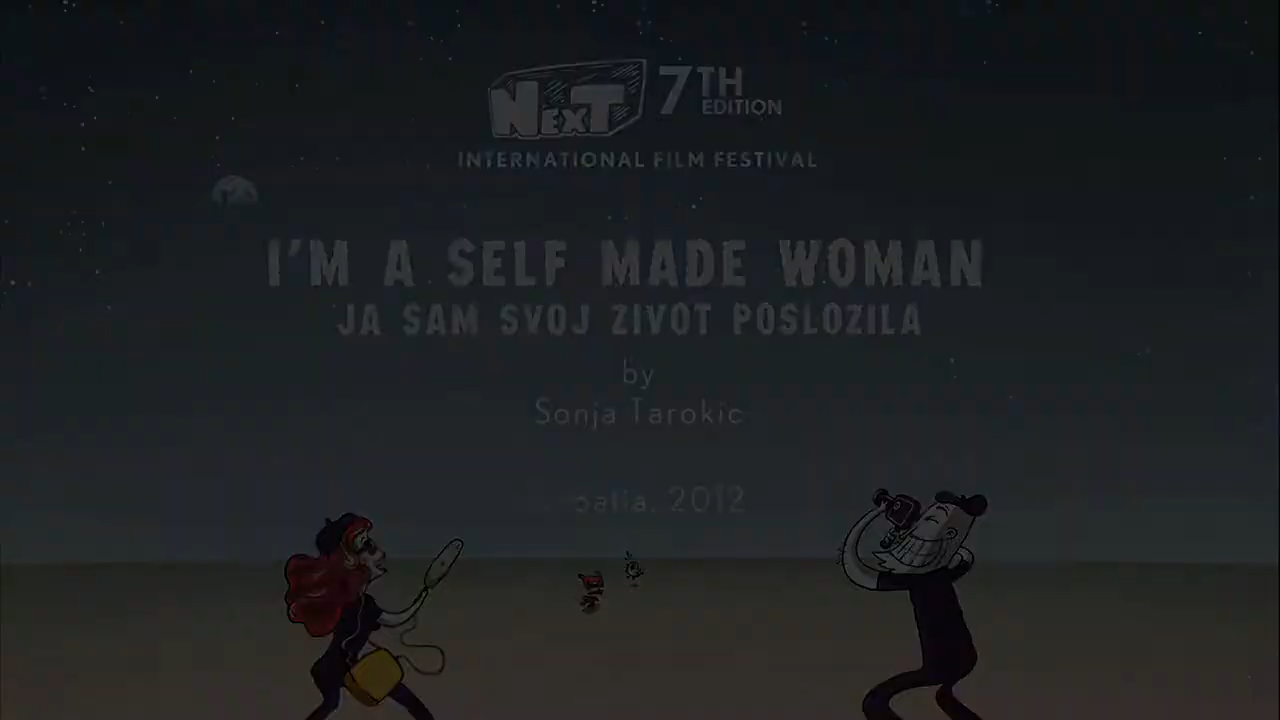 NexT 7TH EDITION
INTERNATIONAL FILM FESTIVAL
I'M A SELF MADE WOMAN
JA SAM SVOJ ZIVOT POSLOZILA
by
Sonja Tarokic
2012